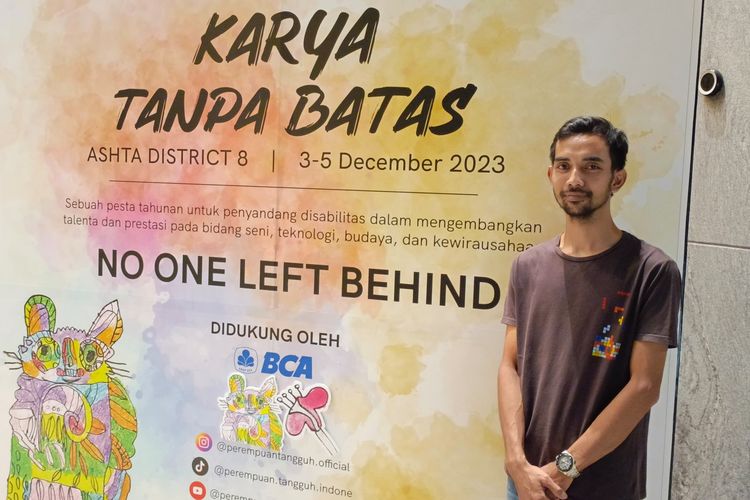 KARYA
TANPA BATAS
ASHTA DISTRICT 8 | 3-5 December 2023
Sebuah pesta tahunan untuk penyandang disabilitas dalam mengembangkan
talenta dan prestasi pada bidang seni, teknologi, budaya, dan kewirausahaa
NO ONE LEFT BEHIND
DIDUKUNG OLEH
BCA
@perempuantangguh.official
@perempuan.tangguh.indone
@perempu